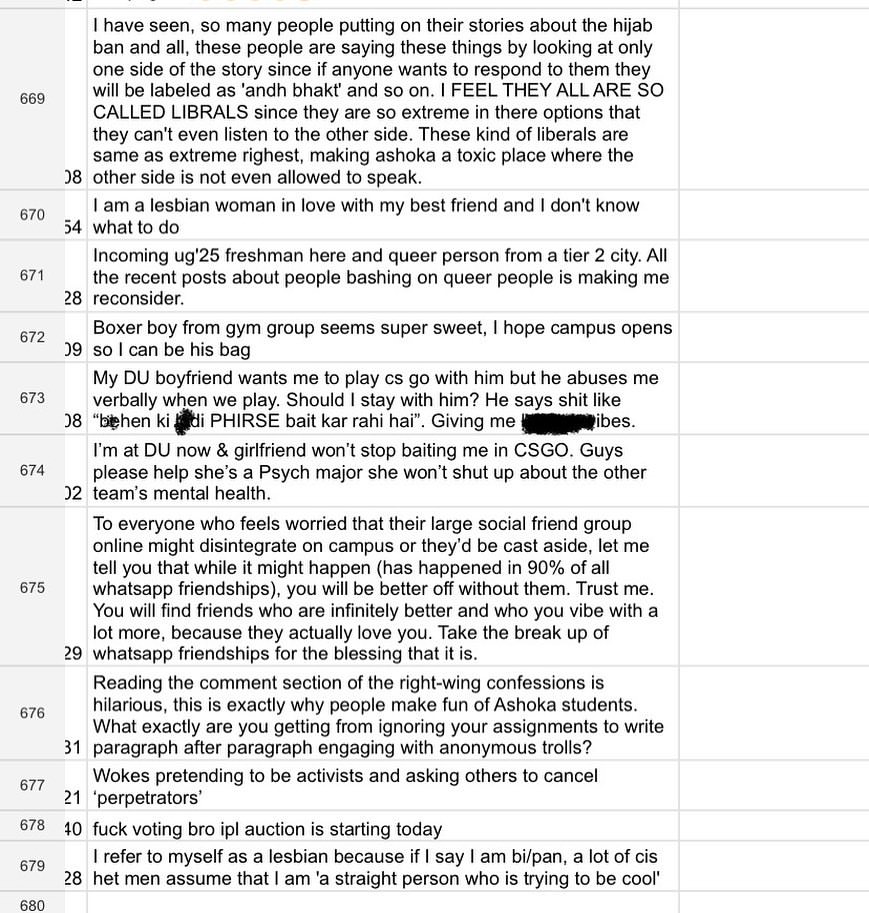 669
I have seen, so many people putting on their stories about the hijab
ban and all, these people are saying these things by looking at only
one side of the story since if anyone wants to respond to them they
will be labeled as 'andh bhakt' and so on. I FEEL THEY ALL ARE SO
CALLED LIBRALS since they are so extreme in there options that
they can't even listen to the other side. These kind of liberals are
same as extreme righest, making ashoka a toxic place where the
08 other side is not even allowed to speak.
670
I am a lesbian woman in love with my best friend and I don't know
54 what to do
671
Incoming ug'25 freshman here and queer person from a tier 2 city. All
the recent posts about people bashing on queer people is making me
28 reconsider.
672
Boxer boy from gym group seems super sweet, I hope campus opens
09 so I can be his bag
673
My DU boyfriend wants me to play cs go with him but he abuses me
verbally when we play. Should I stay with him? He says shit like
08 “behen ki di PHIRSE bait kar rahi hai”. Giving me ibes.
674
I’m at DU now & girlfriend won’t stop baiting me in CSGO. Guys
please help she’s a Psych major she won’t shut up about the other
02 team’s mental health.
675
To everyone who feels worried that their large social friend group
online might disintegrate on campus or they’d be cast aside, let me
tell you that while it might happen (has happened in 90% of all
whatsapp friendships), you will be better off without them. Trust me.
You will find friends who are infinitely better and who you vibe with a
lot more, because they actually love you. Take the break up of
29 whatsapp friendships for the blessing that it is.
676
Reading the comment section of the right-wing confessions is
hilarious, this is exactly why people make fun of Ashoka students.
What exactly are you getting from ignoring your assignments to write
31 paragraph after paragraph engaging with anonymous trolls?
677
Wokes pretending to be activists and asking others to cancel
21 ‘perpetrators’
678
40 fuck voting bro ipl auction is starting today
679
I refer to myself as a lesbian because if I say I am bi/pan, a lot of cis
28 het men assume that I am 'a straight person who is trying to be cool'
680